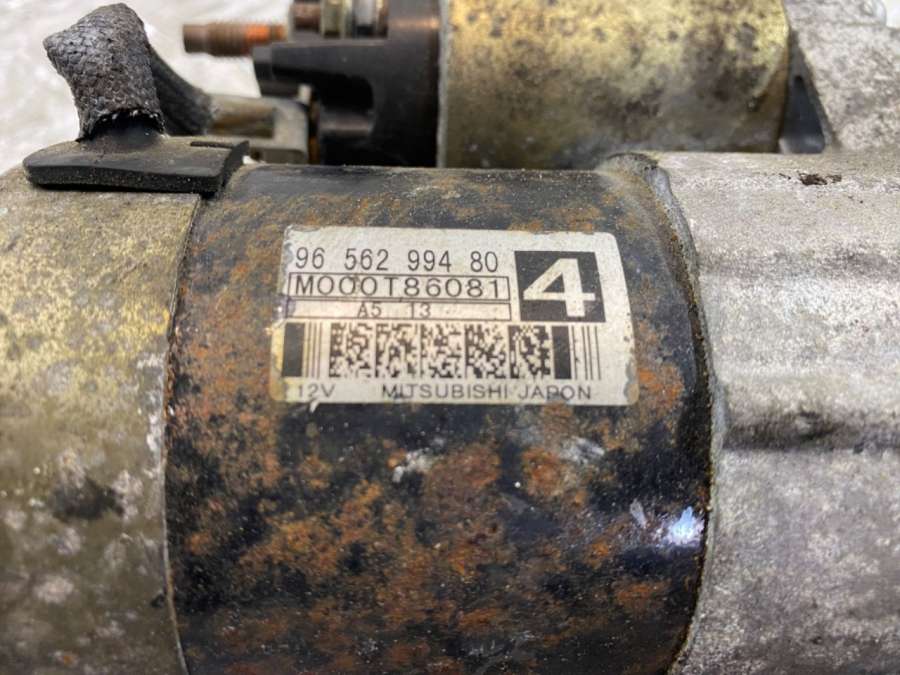 96 562 994 80
M000T86081
4
A5 13
12V MITSUBISHI JAPON